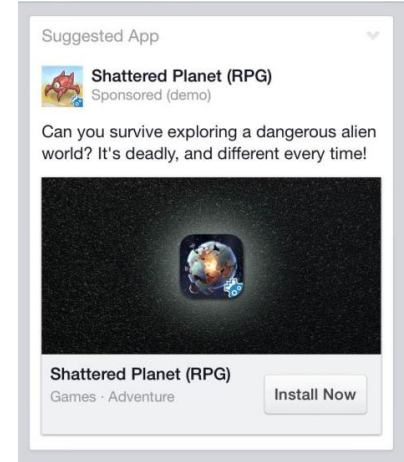 Suggested App
Shattered Planet (RPG)
Sponsored (demo)
Can you survive exploring a dangerous alien
world? It's deadly, and different every time!
Shattered Planet (RPG)
Games · Adventure
Install Now